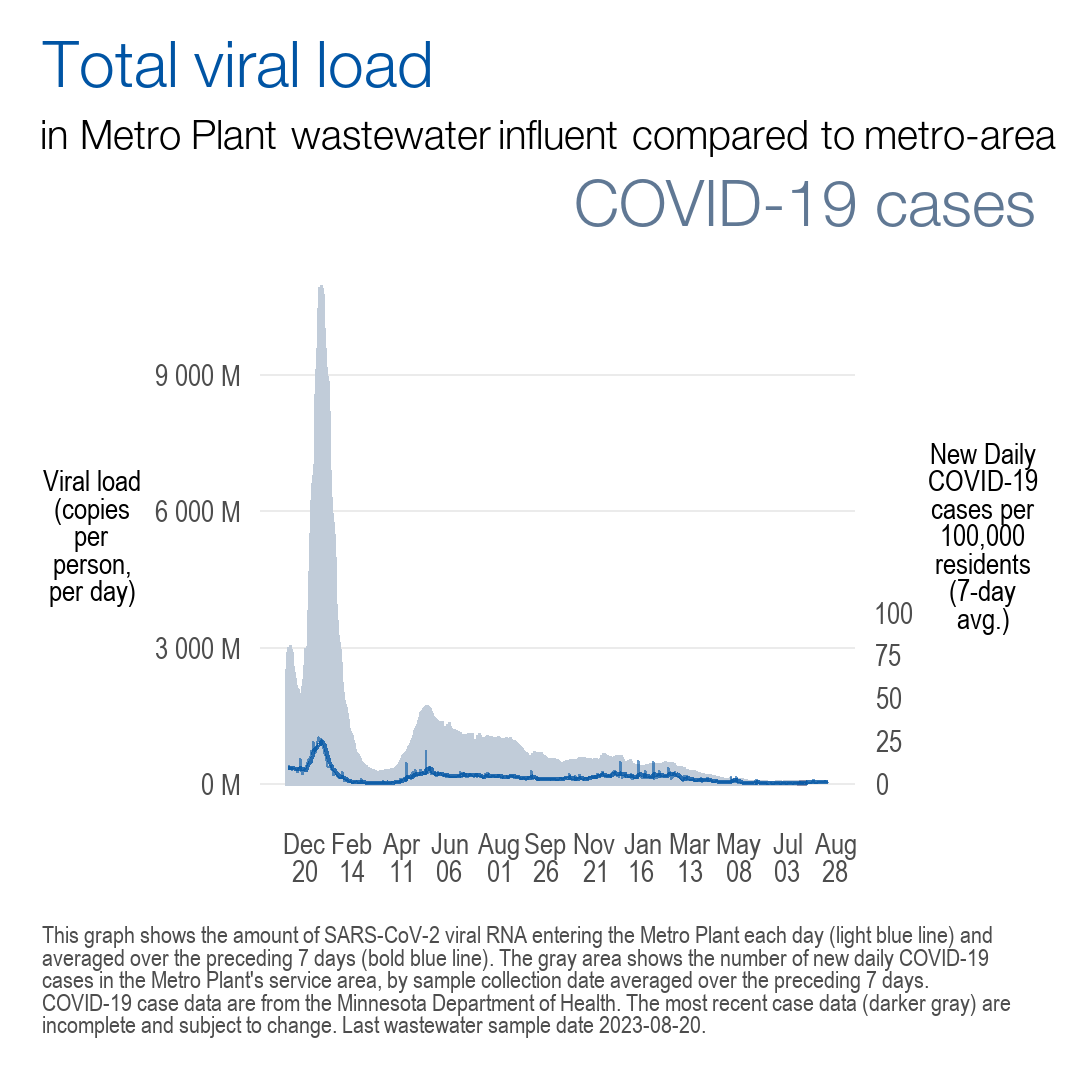 Total viral load
in Metro Plant wastewater influent compared to metro-area
COVID-19 cases
9 000 M
6 000 M
3 000 M
0 M
Viral load
(copies
per
person,
per day)
New Daily
COVID-19
cases per
100,000
residents
(7-day
avg.)
100
75
50
25
0
Dec Feb Apr Jun Aug Sep Nov Jan Mar May Jul Aug
20 14 11 06 01 26 21 16 13 08 03 28
This graph shows the amount of SARS-CoV-2 viral RNA entering the Metro Plant each day (light blue line) and
averaged over the preceding 7 days (bold blue line). The gray area shows the number of new daily COVID-19
cases in the Metro Plant's service area, by sample collection date averaged over the preceding 7 days.
COVID-19 case data are from the Minnesota Department of Health. The most recent case data (darker gray) are
incomplete and subject to change. Last wastewater sample date 2023-08-20.